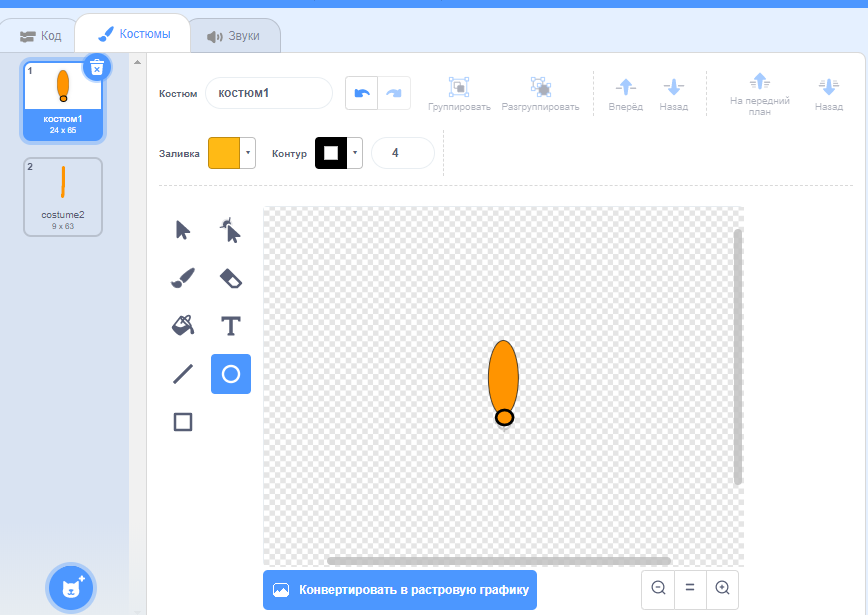 Код
Костюмы
Звуки
1
костюм1
24 x 65
2
costume2
9 x 63
Костюм
костюм1
Группировать
Разгруппировать
Вперёд
Назад
На передний
план
Назад
Заливка
Контур
4
Конвертировать в растровую графику